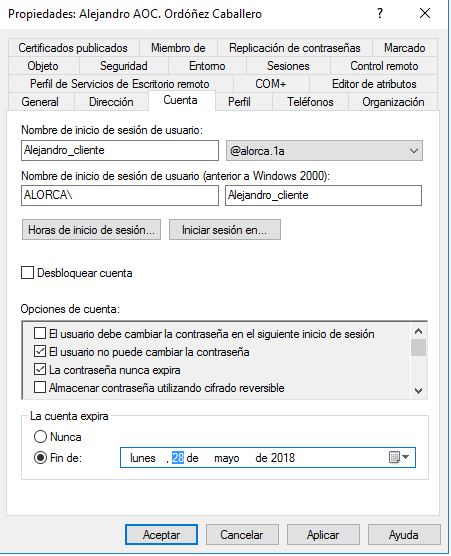 Propiedades: Alejandro AOC. Ordóñez Caballero ? ×
Certificados publicados Miembro de Replicación de contraseñas Marcado
Objeto Seguridad Entorno Sesiones Control remoto
Perfil de Servicios de Escritorio remoto COM+ Editor de atributos
General Dirección Cuenta Perfil Teléfonos Organización
Nombre de inicio de sesión de usuario:
Alejandro_cliente @alorca.1a
Nombre de inicio de sesión de usuario (anterior a Windows 2000):
ALORCA\ Alejandro_cliente
Horas de inicio de sesión... Iniciar sesión en...
Desbloquear cuenta
Opciones de cuenta:
El usuario debe cambiar la contraseña en el siguiente inicio de sesión
El usuario no puede cambiar la contraseña
La contraseña nunca expira
Almacenar contraseña utilizando cifrado reversible
La cuenta expira
Nunca
Fin de: lunes , 28 de mayo de 2018
Aceptar Cancelar Aplicar Ayuda